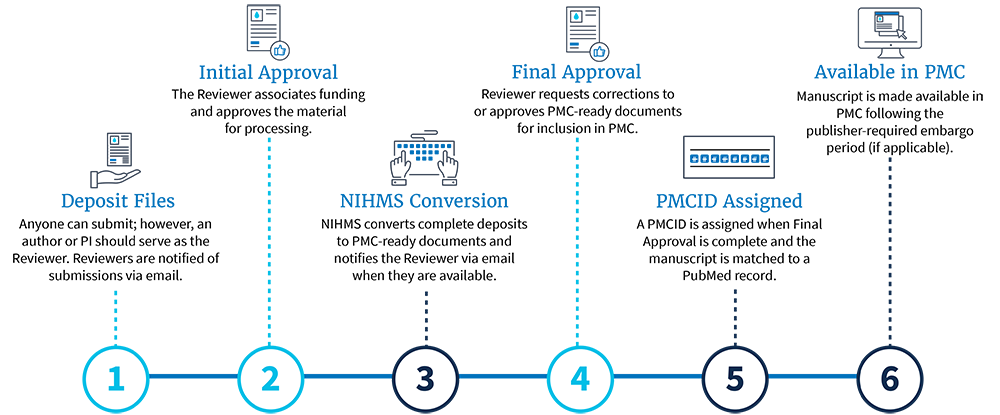 Initial Approval
The Reviewer associates funding
and approves the material
for processing.
Final Approval
Reviewer requests corrections to
or approves PMC-ready documents
for inclusion in PMC.
Available in PMC
Manuscript is made available in
PMC following the
publisher-required embargo
period (if applicable).
Deposit Files
Anyone can submit; however, an
author or PI should serve as the
Reviewer. Reviewers are notified of
submissions via email.
NIHMS Conversion
NIHMS converts complete deposits
to PMC-ready documents and
notifies the Reviewer via email
when they are available.
PMCID Assigned
A PMCID is assigned when Final
Approval is complete and the
manuscript is matched to a
PubMed record.
1
2
3
4
5
6